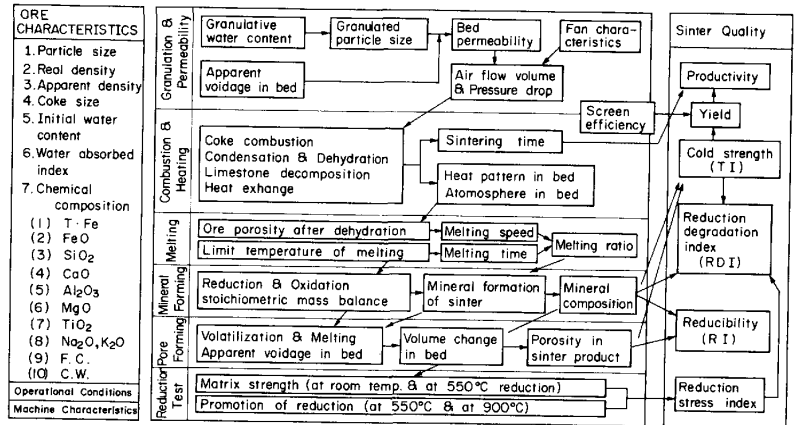 ORE
CHARACTERISTICS
1. Particle size
2. Real density
3. Apparent density
4. Coke size
5. Initial water
content
6. Water absorbed
index
7. Chemical
composition
(1) T·Fe
(2) FeO
(3) SiO₂
(4) CaO
(5) Al₂O₃
(6) MgO
(7) TiO₂
(8) Na₂O, K₂O
(9) F.C.
(10) C.W.
Operational Conditions
Machine Characteristics
Granulation &
Permeability
Granulative
water content
Granulated
particle size
Bed
permeability
Fan cha-
cteristics
Apparent
voidage in bed
Air flow volume
& Pressure drop
Combustion &
Heating
Coke combustion
Condensation & Dehydration
Limestone decomposition
Heat exhange
Sintering time
Heat pattern in bed
Atomosphere in bed
Screen
efficiency
Melting
Ore porosity after dehydration
Melting speed
Limit temperature of melting
Melting time
Melting ratio
Mineral
Forming
Reduction & Oxidation
stoichiometric mass balance
Mineral formation
of sinter
Mineral
composition
Pore
Forming
Volatilization & Melting
Apparent voidage in bed
Volume change
in bed
Porosity in
sinter product
Reduction
Test
Matrix strength (at room temp. & at 550°C reduction)
Promotion of reduction (at 550°C & at 900°C)
Sinter Quality
Productivity
Yield
Cold strength
(TI)
Reduction
degradation
index
(RDI)
Reducibility
(RI)
Reduction
stress index